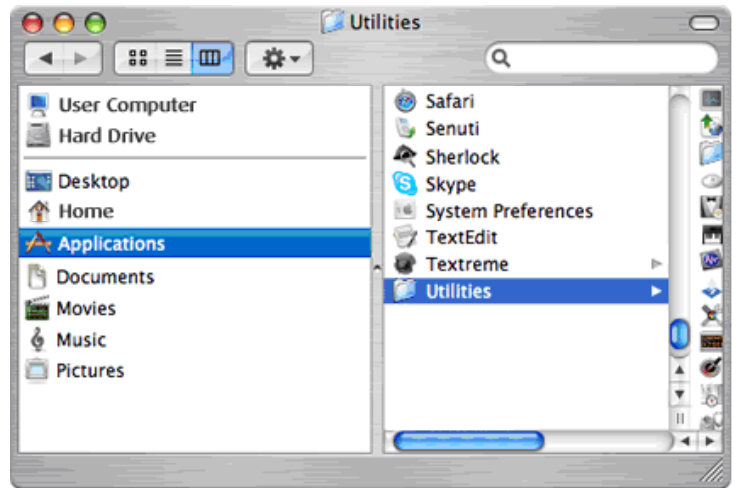 Utilities
User Computer
Hard Drive
Desktop
Home
Applications
Documents
Movies
Music
Pictures
Safari
Senuti
Sherlock
Skype
System Preferences
TextEdit
Textreme
Utilities